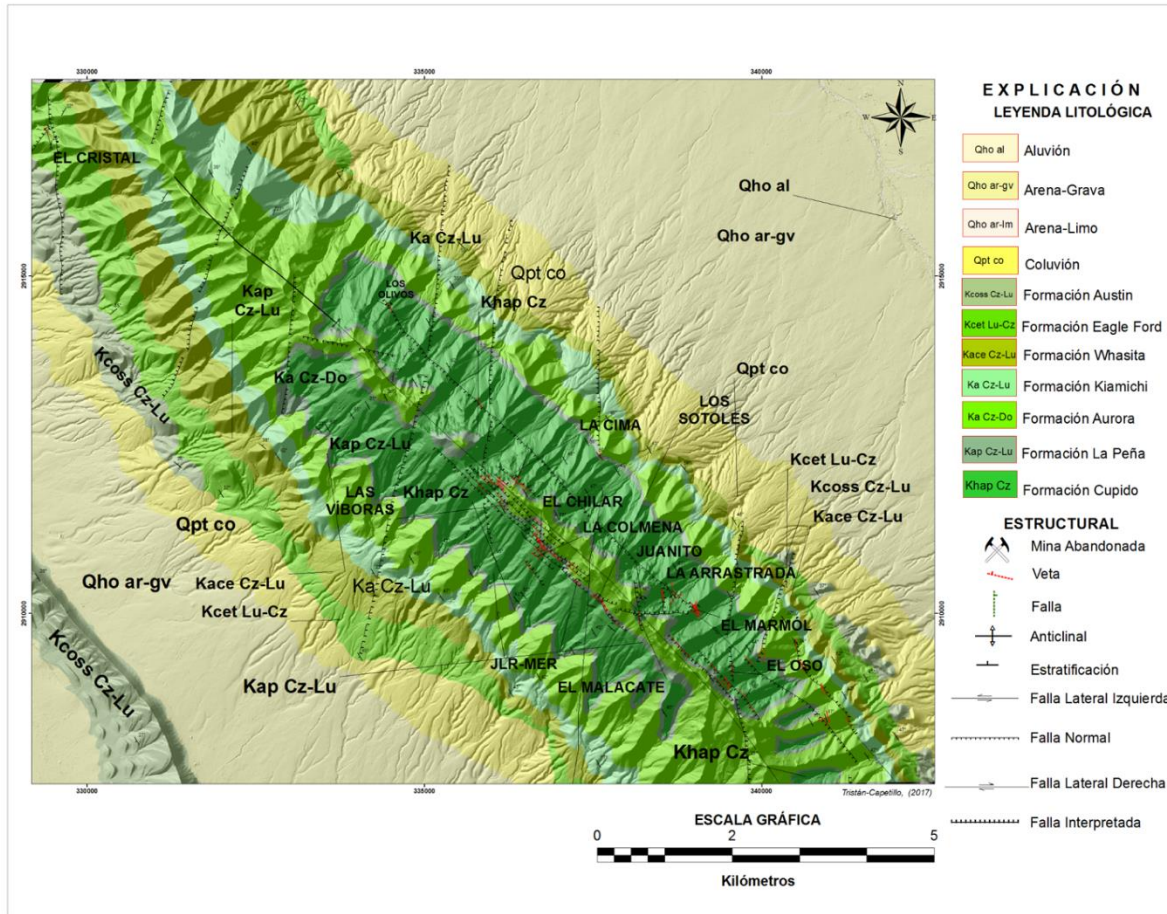 330000
335000
340000
N
W
E
S
2915000
2910000
EL CRISTAL
Qho al
Ka Cz-Lu
Qho ar-gv
Qpt co
Kap
Cz-Lu
LOS
OLIVOS
Khap Cz
Kcoss Cz-Lu
Ka Cz-Do
Qpt co
LOS
SOTOLES
LA CIMA
Kap Cz-Lu
Kcet Lu-Cz
Kcoss Cz-Lu
Kace Cz-Lu
LAS
VÍBORAS
Khap Cz
EL CHILAR
LA COLMENA
JUANITO
LA ARRASTRADA
Qpt co
Qho ar-gv
Kace Cz-Lu
Kcet Lu-Cz
Ka Cz-Lu
EL MARMÓL
EL OSO
JLR-MER
EL MALACATE
Kap Cz-Lu
Kcoss Cz-Lu
Khap Cz
2915000
2910000
330000
335000
340000
Tristán-Capetillo, (2017)
ESCALA GRÁFICA
0 2 5
Kilómetros
EXPLICACIÓN
LEYENDA LITOLÓGICA
Qho al Aluvión
Qho ar-gv Arena-Grava
Qho ar-lm Arena-Limo
Qpt co Coluvión
Kcoss Cz-Lu Formación Austin
Kcet Lu-Cz Formación Eagle Ford
Kace Cz-Lu Formación Whasita
Ka Cz-Lu Formación Kiamichi
Ka Cz-Do Formación Aurora
Kap Cz-Lu Formación La Peña
Khap Cz Formación Cupido
ESTRUCTURAL
Mina Abandonada
Veta
Falla
Anticlinal
Estratificación
Falla Lateral Izquierda
Falla Normal
Falla Lateral Derecha
Falla Interpretada